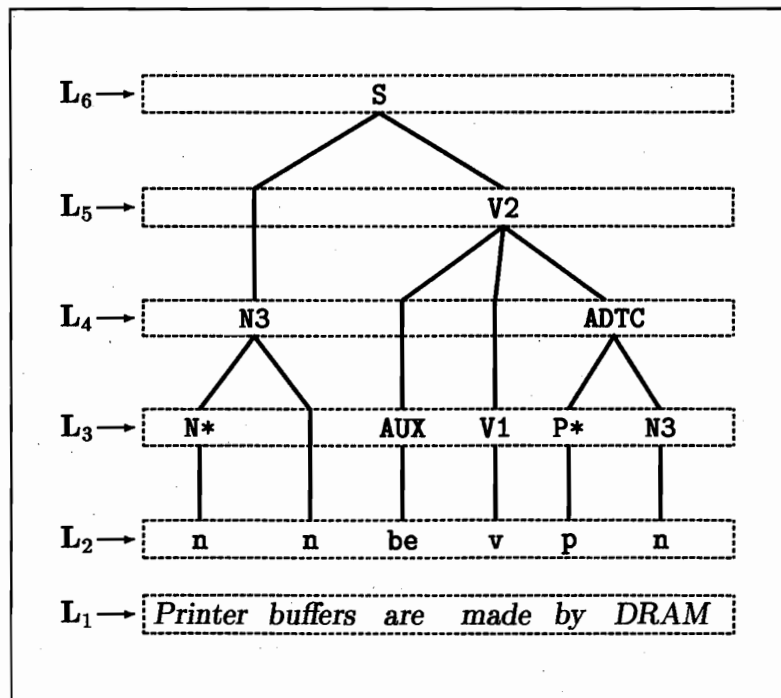 L6 S
L5 V2
L4 N3 ADTC
L3 N* AUX V1 P* N3
L2 n n be v p n
L1 Printer buffers are made by DRAM